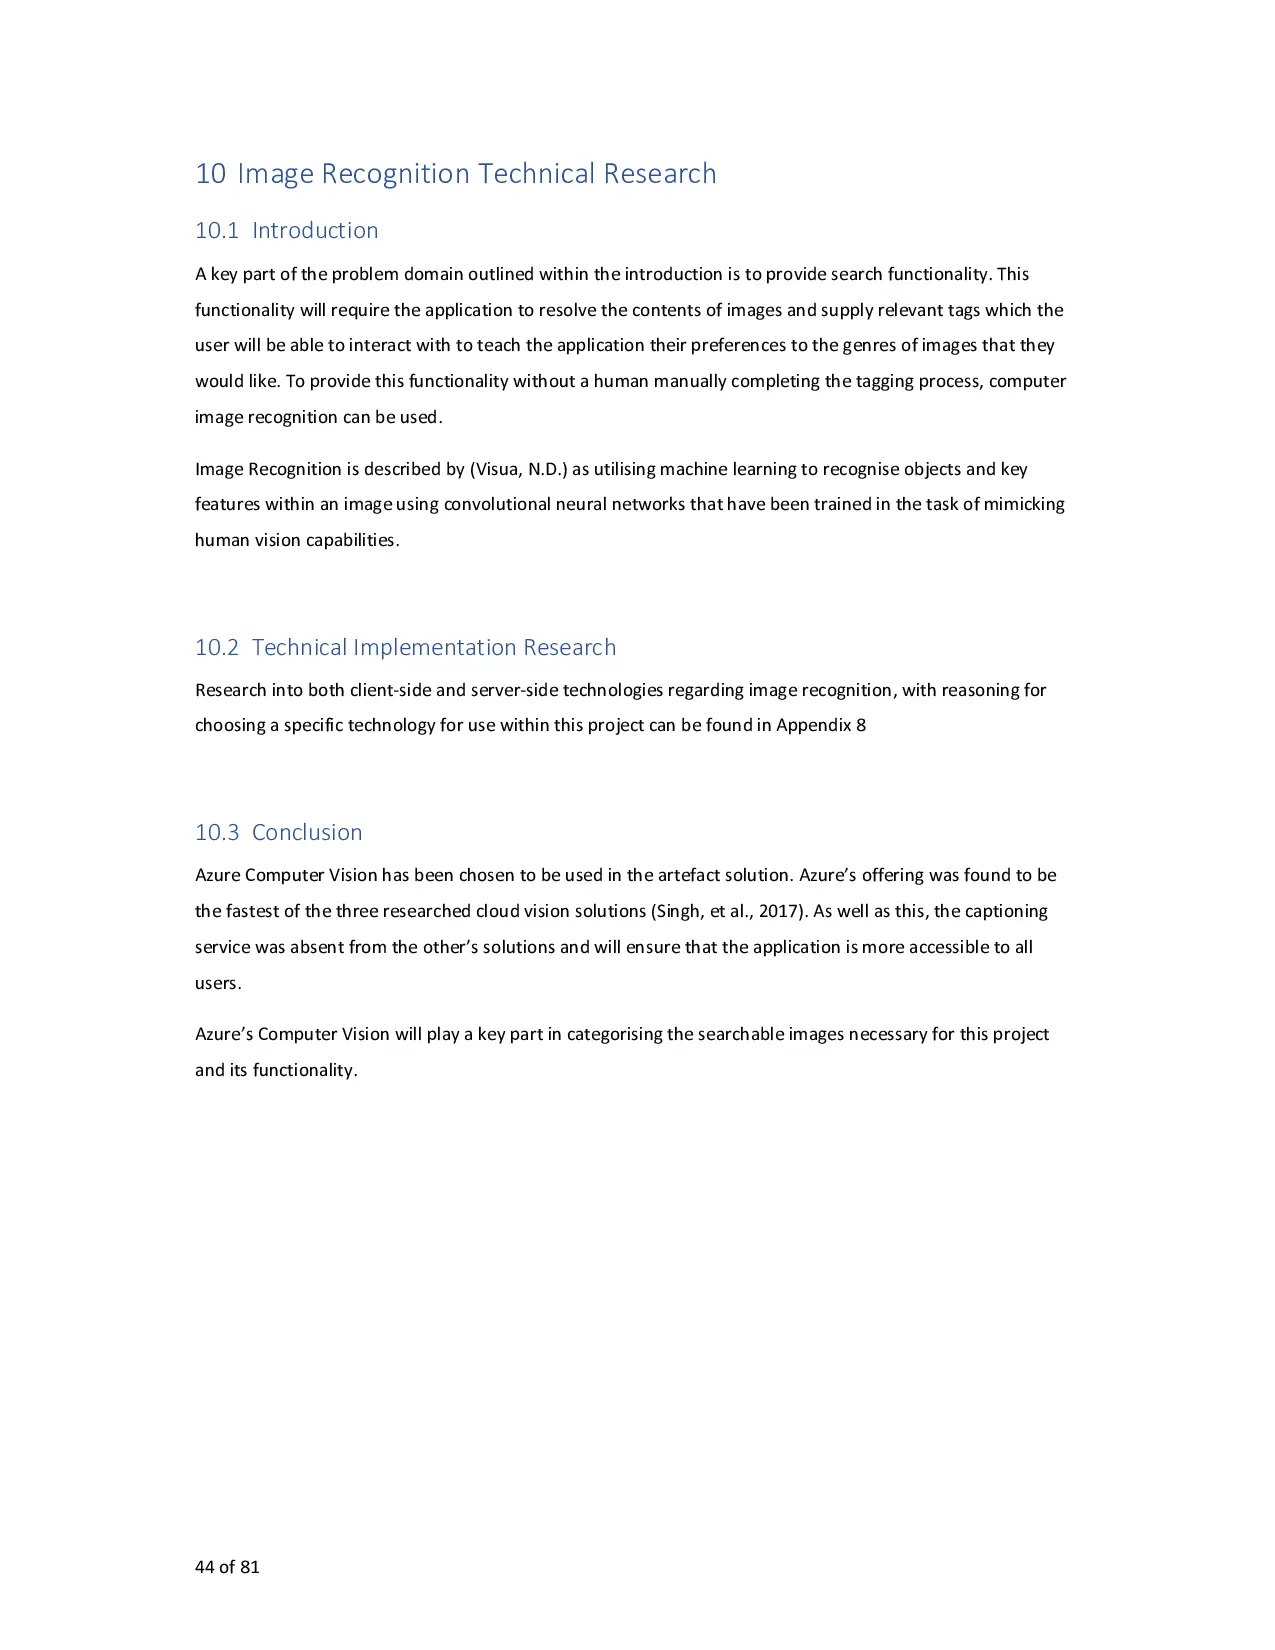 10 Image Recognition Technical Research
10.1 Introduction
A key part of the problem domain outlined within the introduction is to provide search functionality. This
functionality will require the application to resolve the contents of images and supply relevant tags which the
user will be able to interact with to teach the application their preferences to the genres of images that they
would like. To provide this functionality without a human manually completing the tagging process, computer
image recognition can be used.
Image Recognition is described by (Visua, N.D.) as utilising machine learning to recognise objects and key
features within an image using convolutional neural networks that have been trained in the task of mimicking
human vision capabilities.
10.2 Technical Implementation Research
Research into both client-side and server-side technologies regarding image recognition, with reasoning for
choosing a specific technology for use within this project can be found in Appendix 8
10.3 Conclusion
Azure Computer Vision has been chosen to be used in the artefact solution. Azure’s offering was found to be
the fastest of the three researched cloud vision solutions (Singh, et al., 2017). As well as this, the captioning
service was absent from the other’s solutions and will ensure that the application is more accessible to all
users.
Azure’s Computer Vision will play a key part in categorising the searchable images necessary for this project
and its functionality.
44 of 81